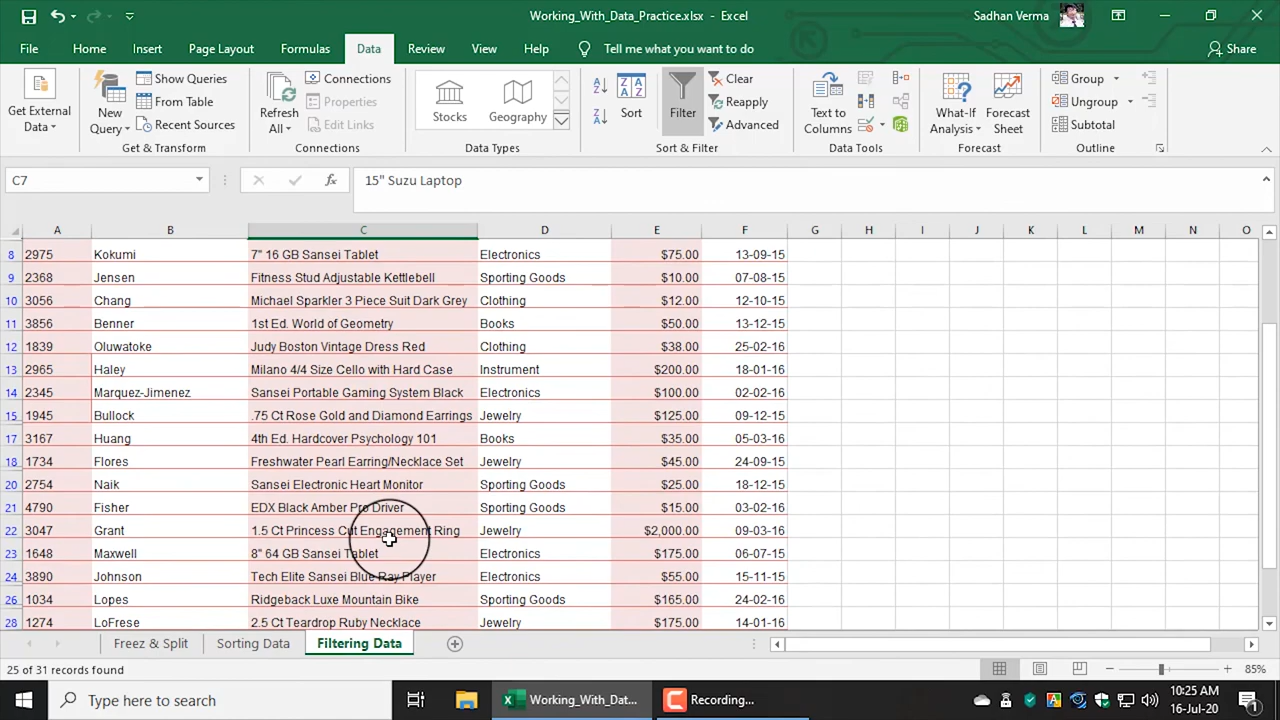 Working_With_Data_Practice.xlsx - Excel
Sadhan Verma
File Home Insert Page Layout Formulas Data Review View Help Tell me what you want to do Share
Get External Data
New Query
Show Queries
From Table
Recent Sources
Get & Transform
Refresh All
Connections
Properties
Edit Links
Connections
Stocks
Geography
Data Types
Sort
Filter
Clear
Reapply
Advanced
Sort & Filter
Text to Columns
Data Tools
What-If Analysis
Forecast Sheet
Forecast
Group
Ungroup
Subtotal
Outline
C7 fx 15" Suzu Laptop
A B C D E F G H I J K L M N O
8 2975 Kokumi 7" 16 GB Sansei Tablet Electronics $75.00 13-09-15
9 2368 Jensen Fitness Stud Adjustable Kettlebell Sporting Goods $10.00 07-08-15
10 3056 Chang Michael Sparkler 3 Piece Suit Dark Grey Clothing $12.00 12-10-15
11 3856 Benner 1st Ed. World of Geometry Books $50.00 13-12-15
12 1839 Oluwatoke Judy Boston Vintage Dress Red Clothing $38.00 25-02-16
13 2965 Haley Milano 4/4 Size Cello with Hard Case Instrument $200.00 18-01-16
14 2345 Marquez-Jimenez Sansei Portable Gaming System Black Electronics $100.00 02-02-16
15 1945 Bullock .75 Ct Rose Gold and Diamond Earrings Jewelry $125.00 09-12-15
17 3167 Huang 4th Ed. Hardcover Psychology 101 Books $35.00 05-03-16
18 1734 Flores Freshwater Pearl Earring/Necklace Set Jewelry $45.00 24-09-15
20 2754 Naik Sansei Electronic Heart Monitor Sporting Goods $25.00 18-12-15
21 4790 Fisher EDX Black Amber Pro Driver Sporting Goods $15.00 03-02-16
22 3047 Grant 1.5 Ct Princess Cut Engagement Ring Jewelry $2,000.00 09-03-16
23 1648 Maxwell 8" 64 GB Sansei Tablet Electronics $175.00 06-07-15
24 3890 Johnson Tech Elite Sansei Blue Ray Player Electronics $55.00 15-11-15
26 1034 Lopes Ridgeback Luxe Mountain Bike Sporting Goods $165.00 24-02-16
28 1274 LoFrese 2.5 Ct Teardrop Ruby Necklace Jewelry $175.00 14-01-16
Freez & Split Sorting Data Filtering Data
25 of 31 records found 85%
Type here to search
Working_With_Dat...
Recording...
10:25 AM
16-Jul-20